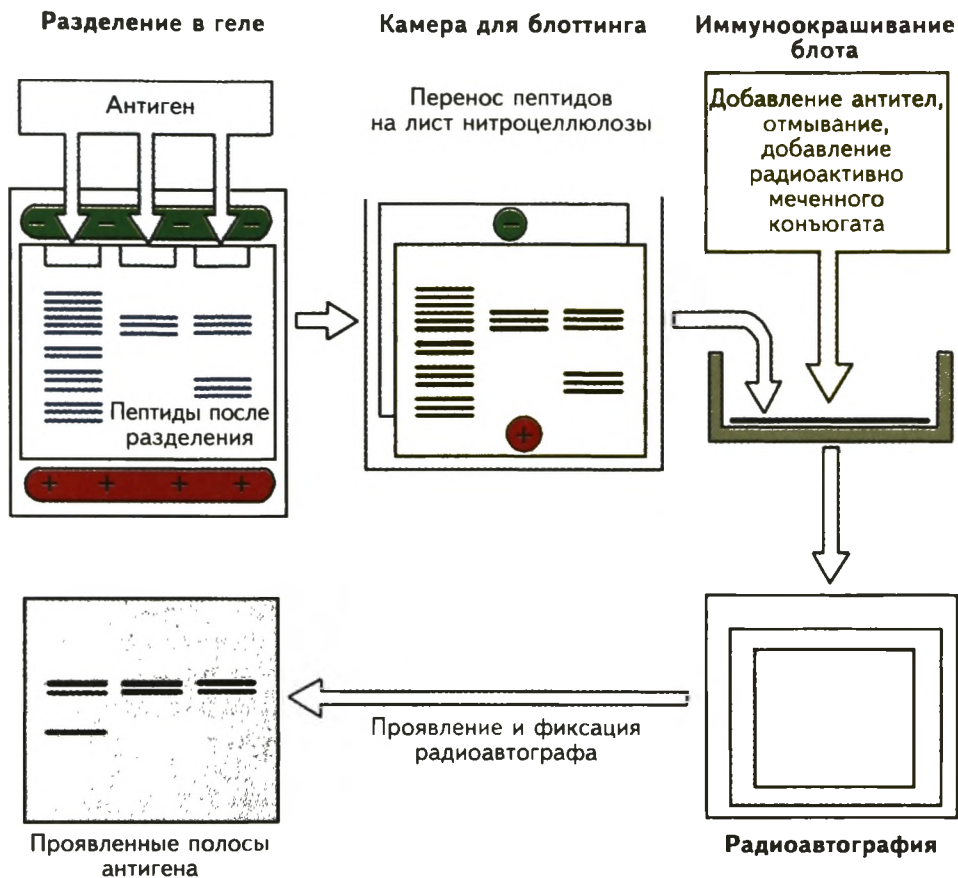 Разделение в геле
Камера для блоттинга
Иммуноокрашивание
блота
Антиген
Перенос пептидов
на лист нитроцеллюлозы
Добавление антител,
отмывание,
добавление
радиоактивно
меченного
конъюгата
− − − −
−
Пептиды после
разделения
+
+ + + +
Проявление и фиксация
радиоавтографа
Проявленные полосы
антигена
Радиоавтография